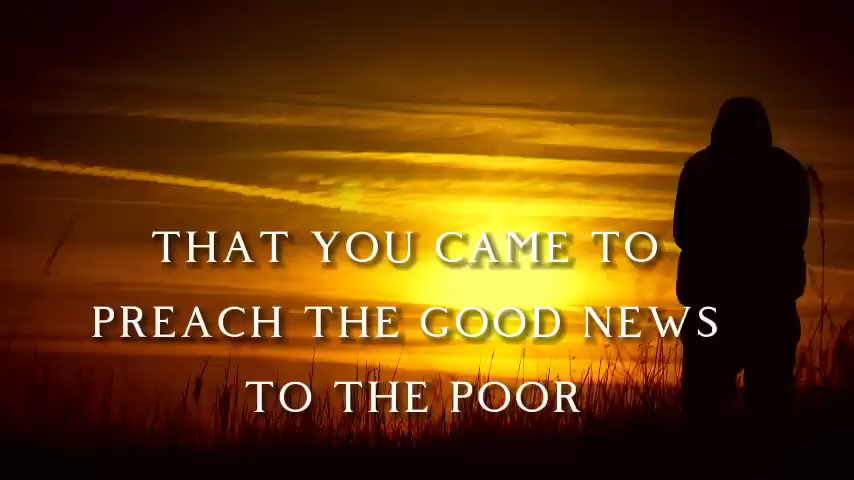 THAT YOU CAME TO
PREACH THE GOOD NEWS
TO THE POOR